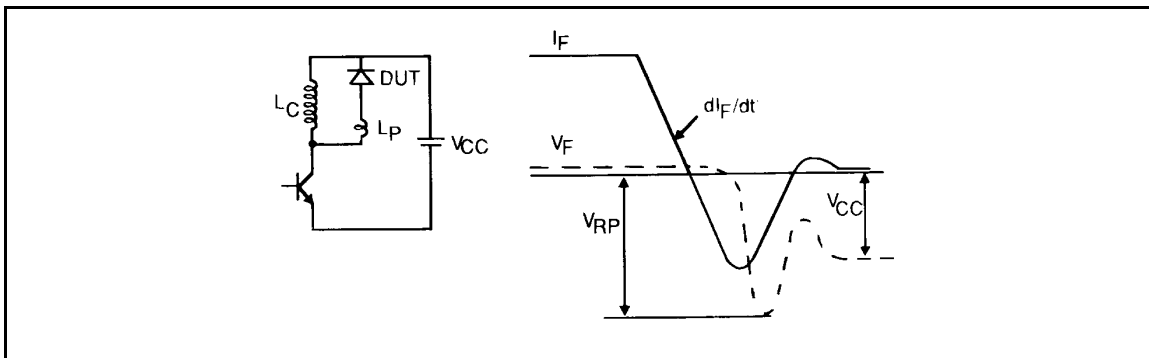 DUT
LC
LP
VCC
IF
dIF/dt
VF
VRP
VCC